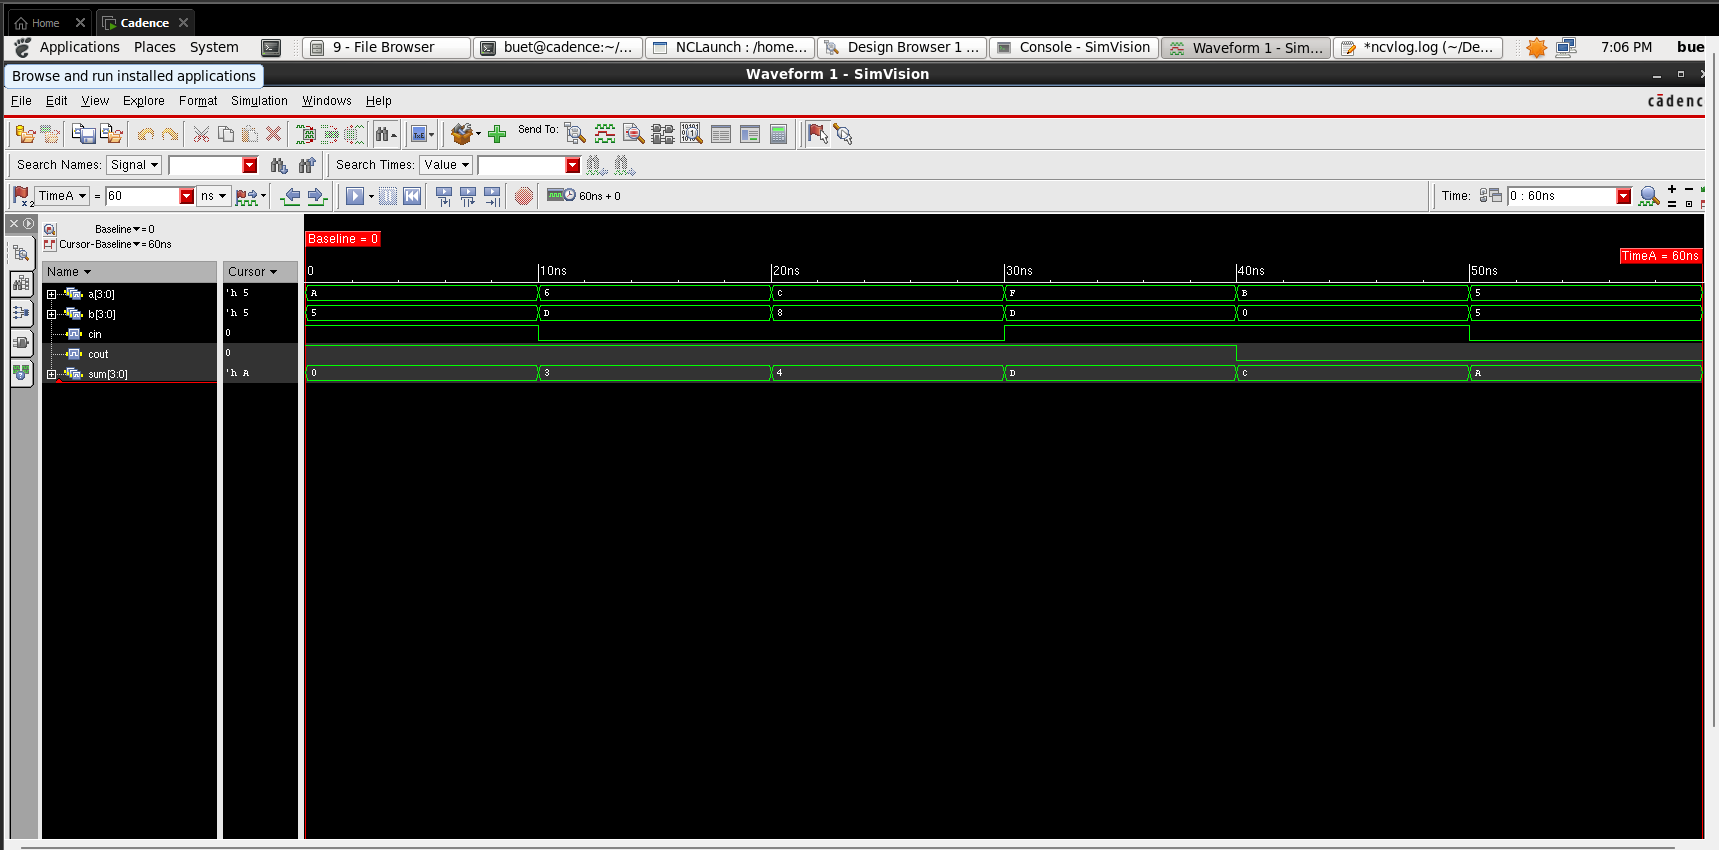 Home Cadence
Applications Places System 9 - File Browser buet@cadence:~/... NCLaunch : /home... Design Browser 1 ... Console - SimVision Waveform 1 - Sim... *ncvlog.log (~/De... 7:06 PM bue
Browse and run installed applications
Waveform 1 - SimVision
File Edit View Explore Format Simulation Windows Help
cādenc
Send To:
Search Names: Signal Search Times: Value
x2 TimeA = 60 ns 60ns + 0 Time: 0 : 60ns
Baseline = 0
Cursor-Baseline = 60ns
Baseline = 0
TimeA = 60ns
Name Cursor 0 10ns 20ns 30ns 40ns 50ns
a[3:0] 'h 5 A 6 C F B 5
b[3:0] 'h 5 5 D 8 D 0 5
cin 0
cout 0
sum[3:0] 'h A 0 3 4 D C A